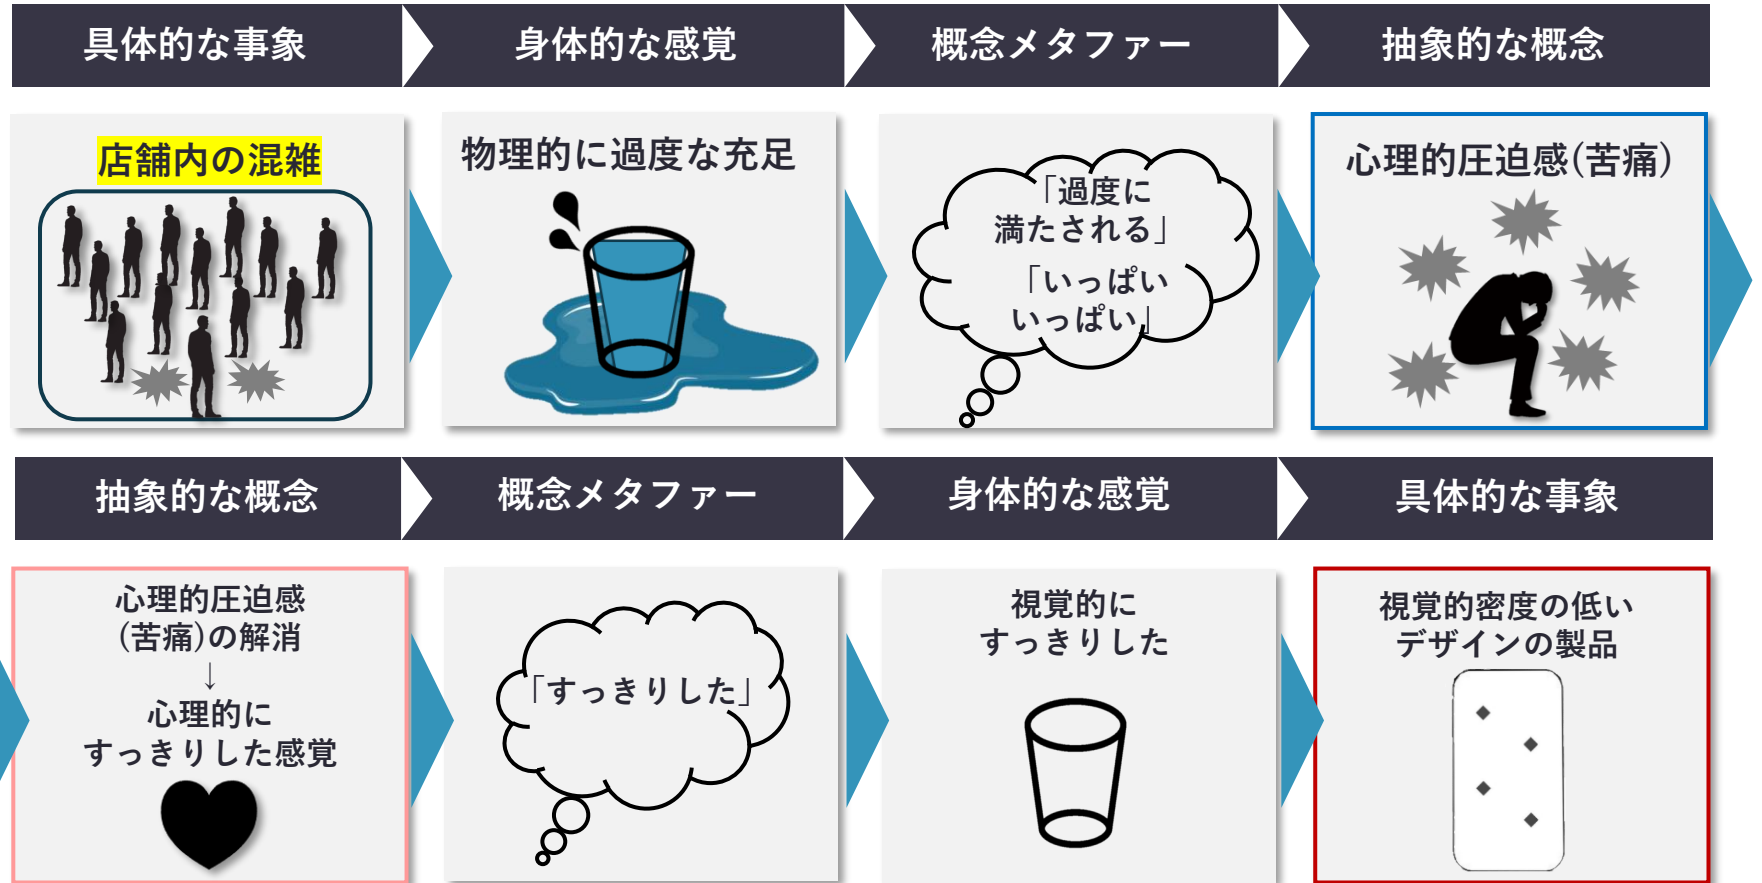 具体的な事象
身体的な感覚
概念メタファー
抽象的な概念
店舗内の混雑
物理的に過度な充足
「過度に
満たされる」
「いっぱい
いっぱい」
心理的圧迫感(苦痛)
抽象的な概念
概念メタファー
身体的な感覚
具体的な事象
心理的圧迫感
(苦痛)の解消
↓
心理的に
すっきりした感覚
「すっきりした」
視覚的に
すっきりした
視覚的密度の低い
デザインの製品